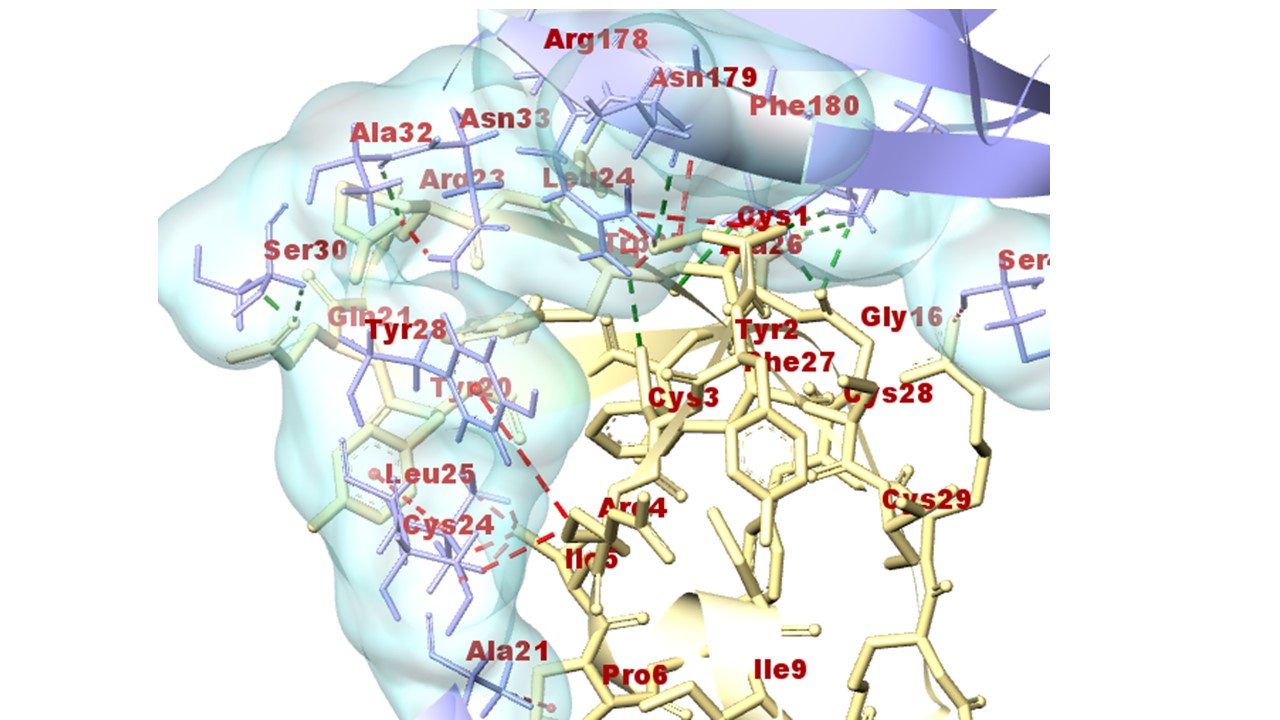 Arg178
Asn179
Phe180
Asn33
Ala32
Arg23
Leu24
Cys1
Ala26
Ser30
Gly16
Gln21
Tyr28
Tyr2
Phe27
Tyr20
Cys3
Cys28
Leu25
Cys29
Arg4
Cys24
Ile5
Ala21
Ile9
Pro6